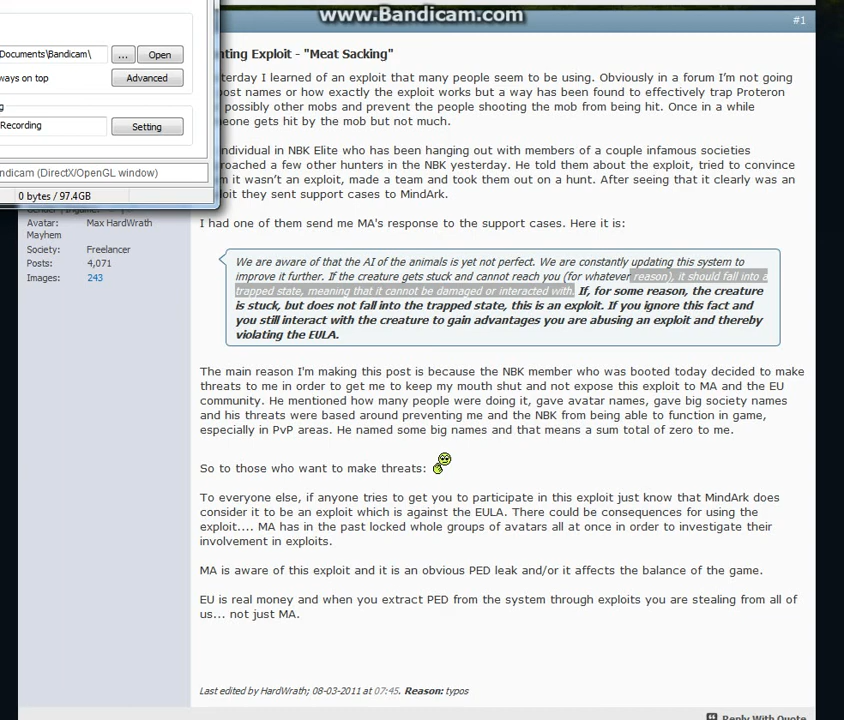 www.Bandicam.com
#1
Documents\Bandicam\ ... Open
ways on top Advanced
Recording Setting
ndicam (DirectX/OpenGL window)
0 bytes / 97.4GB
nting Exploit - "Meat Sacking"
terday I learned of an exploit that many people seem to be using. Obviously in a forum I'm not going
post names or how exactly the exploit works but a way has been found to effectively trap Proteron
possibly other mobs and prevent the people shooting the mob from being hit. Once in a while
eone gets hit by the mob but not much.
individual in NBK Elite who has been hanging out with members of a couple infamous societies
roached a few other hunters in the NBK yesterday. He told them about the exploit, tried to convince
m it wasn't an exploit, made a team and took them out on a hunt. After seeing that it clearly was an
loit they sent support cases to MindArk.
Avatar: Max HardWrath
Mayhem
Society: Freelancer
Posts: 4,071
Images: 243
I had one of them send me MA's response to the support cases. Here it is:
We are aware of that the AI of the animals is yet not perfect. We are constantly updating this system to
improve it further. If the creature gets stuck and cannot reach you (for whatever reason), it should fall into a
trapped state, meaning that it cannot be damaged or interacted with. If, for some reason, the creature
is stuck, but does not fall into the trapped state, this is an exploit. If you ignore this fact and
you still interact with the creature to gain advantages you are abusing an exploit and thereby
violating the EULA.
The main reason I'm making this post is because the NBK member who was booted today decided to make
threats to me in order to get me to keep my mouth shut and not expose this exploit to MA and the EU
community. He mentioned how many people were doing it, gave avatar names, gave big society names
and his threats were based around preventing me and the NBK from being able to function in game,
especially in PvP areas. He named some big names and that means a sum total of zero to me.
So to those who want to make threats:
To everyone else, if anyone tries to get you to participate in this exploit just know that MindArk does
consider it to be an exploit which is against the EULA. There could be consequences for using the
exploit.... MA has in the past locked whole groups of avatars all at once in order to investigate their
involvement in exploits.
MA is aware of this exploit and it is an obvious PED leak and/or it affects the balance of the game.
EU is real money and when you extract PED from the system through exploits you are stealing from all of
us... not just MA.
Last edited by HardWrath; 08-03-2011 at 07:45. Reason: typos
Reply With Quote